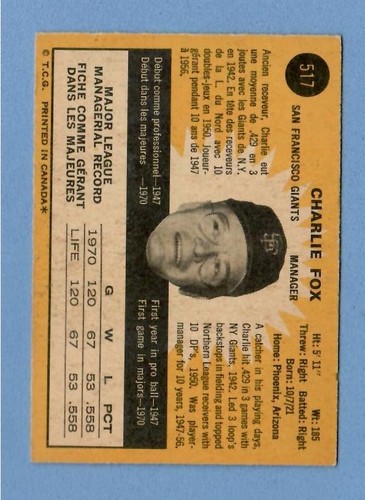 517
CHARLIE FOX
SAN FRANCISCO GIANTS MANAGER
Ht: 5' 11" Wt: 185
Threw: Right Batted: Right
Born: 10/7/21
Home: Phoenix, Arizona
Ancien receveur, Charlie eut
une moyenne de .429 en 3
joutes avec les Giants de N.Y.
en 1942. En tête des receveurs
de la L. du Nord avec 10
doubles-jeux en 1960. Joueur-
gérant pendant 10 ans de 1947
à 1956.
A catcher in his playing days,
Charlie hit .429 in 3 games with
NY Giants, 1942. Led 3 loop's
backstops in fielding and topped
Northern League receivers with
10 DP's, 1960. Was player-
manager for 10 years, 1947-56.
Début comme professionnel—1947
Début dans les majeures—1970
First year in pro ball—1947
First game in majors—1970
MAJOR LEAGUE
MANAGERIAL RECORD
FICHE COMME GÉRANT
DANS LES MAJEURES
G W L PCT
1970 120 67 53 .558
LIFE 120 67 53 .558
© T.C.G. PRINTED IN CANADA*
SF